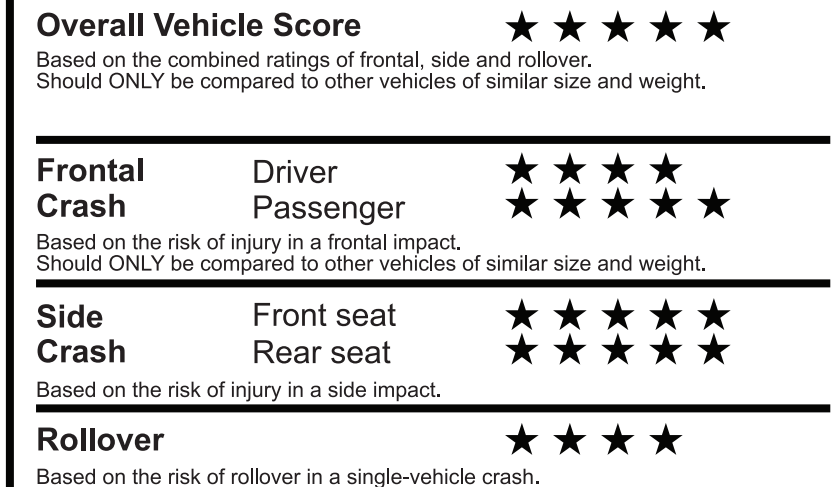 Overall Vehicle Score ★ ★ ★ ★ ★
Based on the combined ratings of frontal, side and rollover.
Should ONLY be compared to other vehicles of similar size and weight.
Frontal Driver ★ ★ ★ ★
Crash Passenger ★ ★ ★ ★ ★
Based on the risk of injury in a frontal impact.
Should ONLY be compared to other vehicles of similar size and weight.
Side Front seat ★ ★ ★ ★ ★
Crash Rear seat ★ ★ ★ ★ ★
Based on the risk of injury in a side impact.
Rollover ★ ★ ★ ★
Based on the risk of rollover in a single-vehicle crash.